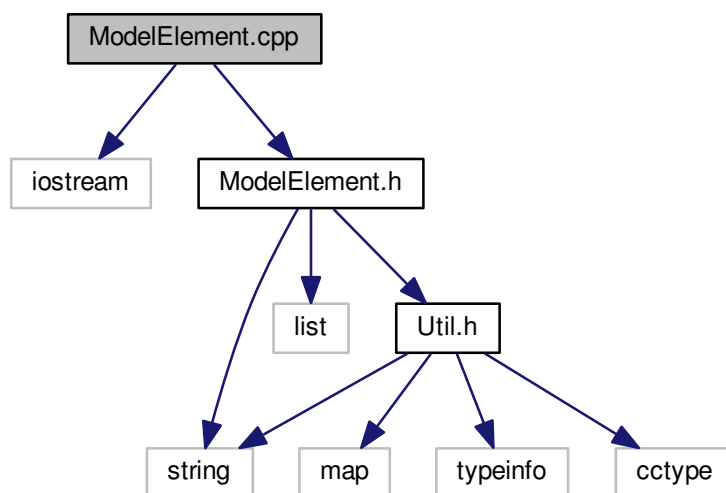 ModelElement.cpp
iostream
ModelElement.h
list
Util.h
string
map
typeinfo
cctype